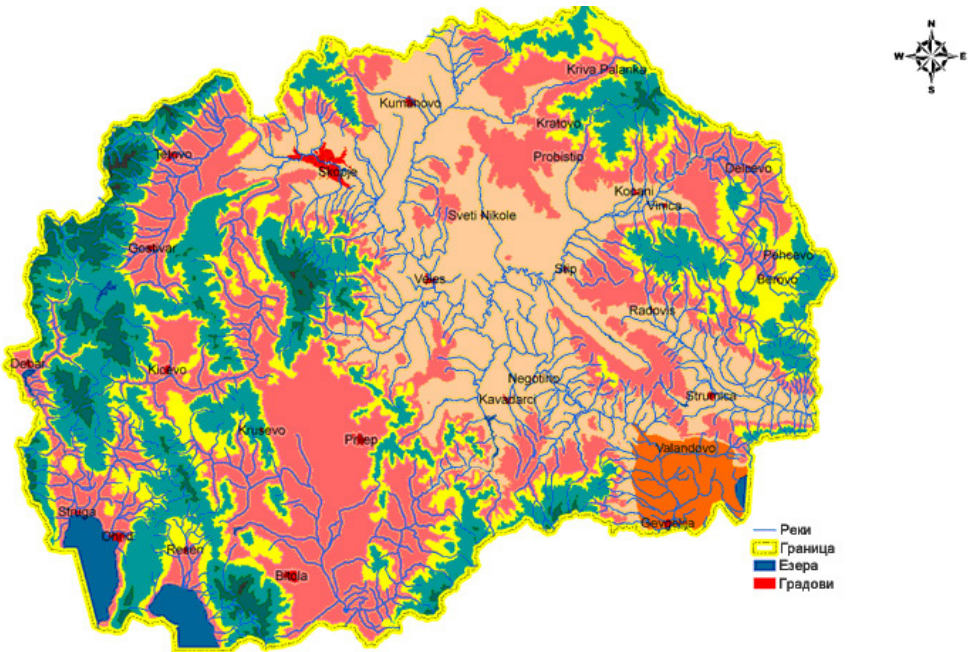 N
W E
S
Kriva Palanka
Kumanovo
Kratovo
Tetovo
Probistip
Skopje
Delcevo
Kocani
Vinica
Sveti Nikole
Gostivar
Pehcevo
Stip
Veles
Berovo
Radovis
Debar
Kicevo
Negotino
Kavadarci
Strumica
Krusevo
Prilep
Valandovo
Struga
Gevgelija
Ohrid
Resen
Bitola
Реки
Граница
Езера
Градови